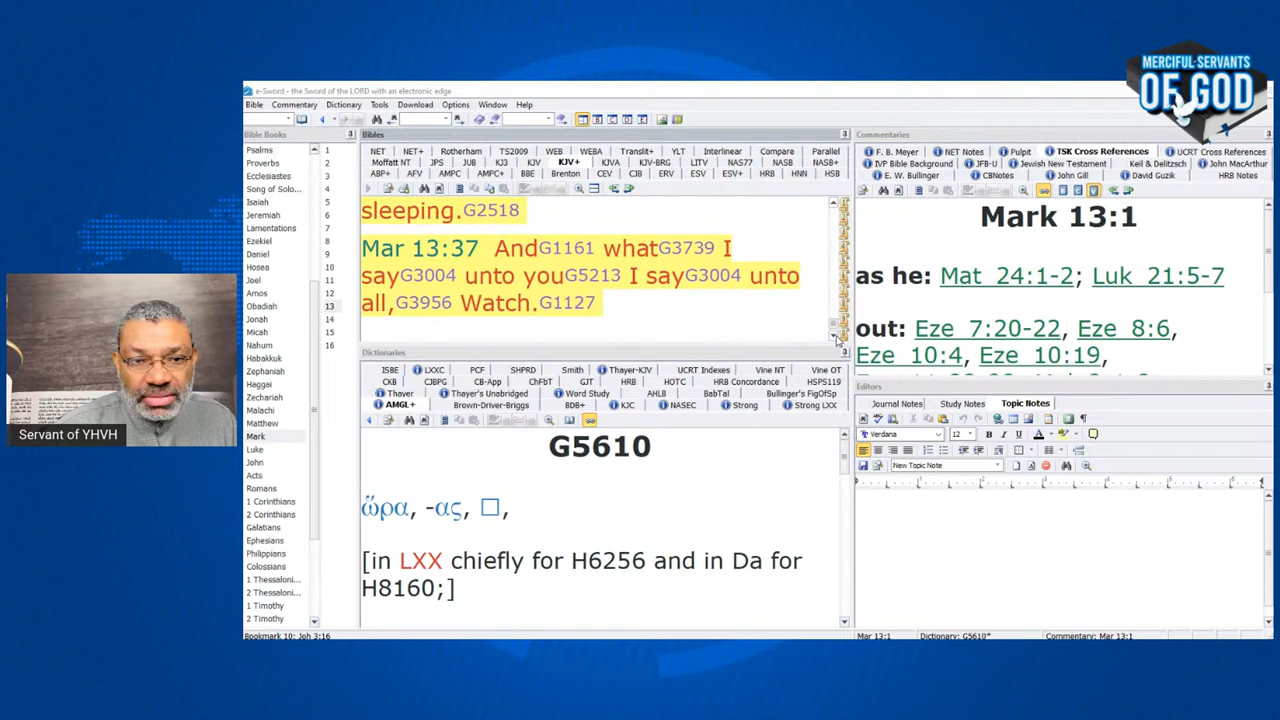 MERCIFUL-SERVANTS
OF GOD
e-Sword - the Sword of the LORD with an electronic edge
Bible Commentary Dictionary Tools Download Options Window Help
Bible Books
Psalms
Proverbs
Ecclesiastes
Song of Solo...
Isaiah
Jeremiah
Lamentations
Ezekiel
Daniel
Hosea
Joel
Amos
Obadiah
Jonah
Micah
Nahum
Habakkuk
Zephaniah
Haggai
Zechariah
Malachi
Matthew
Mark
Luke
John
Acts
Romans
1 Corinthians
2 Corinthians
Galatians
Ephesians
Philippians
Colossians
1 Thessaloni...
2 Thessaloni...
1 Timothy
2 Timothy
1
2
3
4
5
6
7
8
9
10
11
12
13
14
15
16
Bibles
NET NET+ Rotherham TS2009 WEB WEBA Translit+ YLT Interlinear Compare Parallel
Moffatt NT JPS JUB KJ3 KJV KJV+ KJVA KJV-BRG LITV NAS77 NASB NASB+
ABP+ AFV AMPC AMPC+ BBE Brenton CEV CJB ERV ESV ESV+ HRB HNN HSB
sleeping.G2518
Mar 13:37 AndG1161 whatG3739 I
sayG3004 unto youG5213 I sayG3004 unto
all,G3956 Watch.G1127
Dictionaries
ISBE LXXC PCF SHPRD Smith Thayer-KJV UCRT Indexes Vine NT Vine OT
CKB CJBPG CB-App ChFBT GJT HRB HOTC HRB Concordance HSPS119
Thayer Thayer's Unabridged Word Study AHLB BabTal Bullinger's FigOfSp
AMGL+ Brown-Driver-Briggs BDB+ KJC NASEC Strong Strong LXX
G5610
ὥρα, -ας, □,
[in LXX chiefly for H6256 and in Da for
H8160;]
Commentaries
F. B. Meyer NET Notes Pulpit TSK Cross References UCRT Cross References
IVP Bible Background JFB-U Jewish New Testament Keil & Delitzsch John MacArthur
E. W. Bullinger CBNotes John Gill David Guzik HRB Notes
Mark 13:1
as he: Mat 24:1-2; Luk 21:5-7
out: Eze 7:20-22, Eze 8:6,
Eze 10:4, Eze 10:19,
Editors
Journal Notes Study Notes Topic Notes
Verdana 12 B I U A
New Topic Note
Servant of YHVH
Bookmark 10: Joh 3:16
Mar 13:1 Dictionary: G5610* Commentary: Mar 13:1